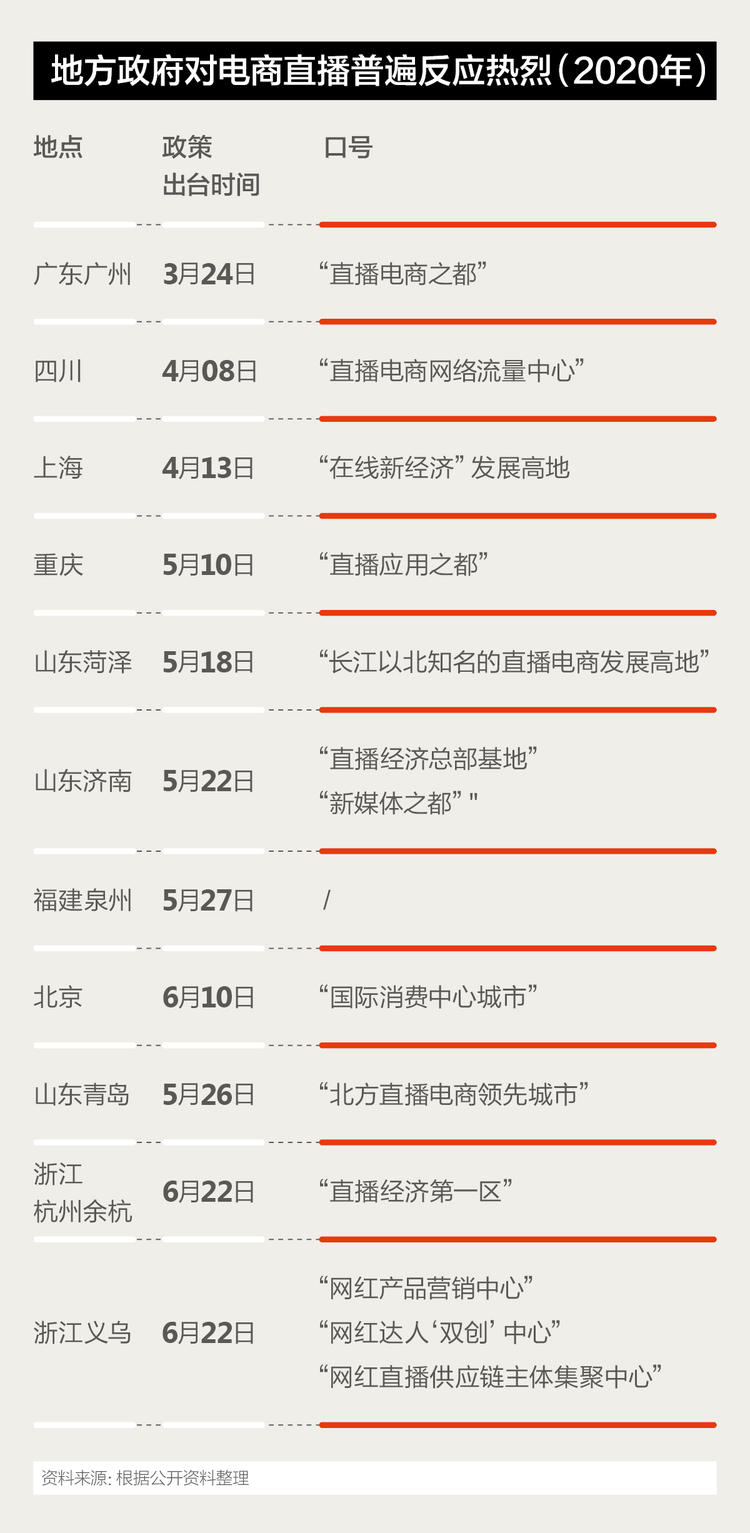 地方政府对电商直播普遍反应热烈(2020年)
地点 政策 口号
出台时间
广东广州 3月24日 “直播电商之都”
四川 4月08日 “直播电商网络流量中心”
上海 4月13日 “在线新经济” 发展高地
重庆 5月10日 “直播应用之都”
山东菏泽 5月18日 “长江以北知名的直播电商发展高地”
山东济南 5月22日 “直播经济总部基地”
“新媒体之都” "
福建泉州 5月27日 /
北京 6月10日 “国际消费中心城市”
山东青岛 5月26日 “北方直播电商领先城市”
浙江
杭州余杭 6月22日 “直播经济第一区”
浙江义乌 6月22日 “网红产品营销中心”
“网红达人‘双创’ 中心”
“网红直播供应链主体集聚中心”
资料来源: 根据公开资料整理